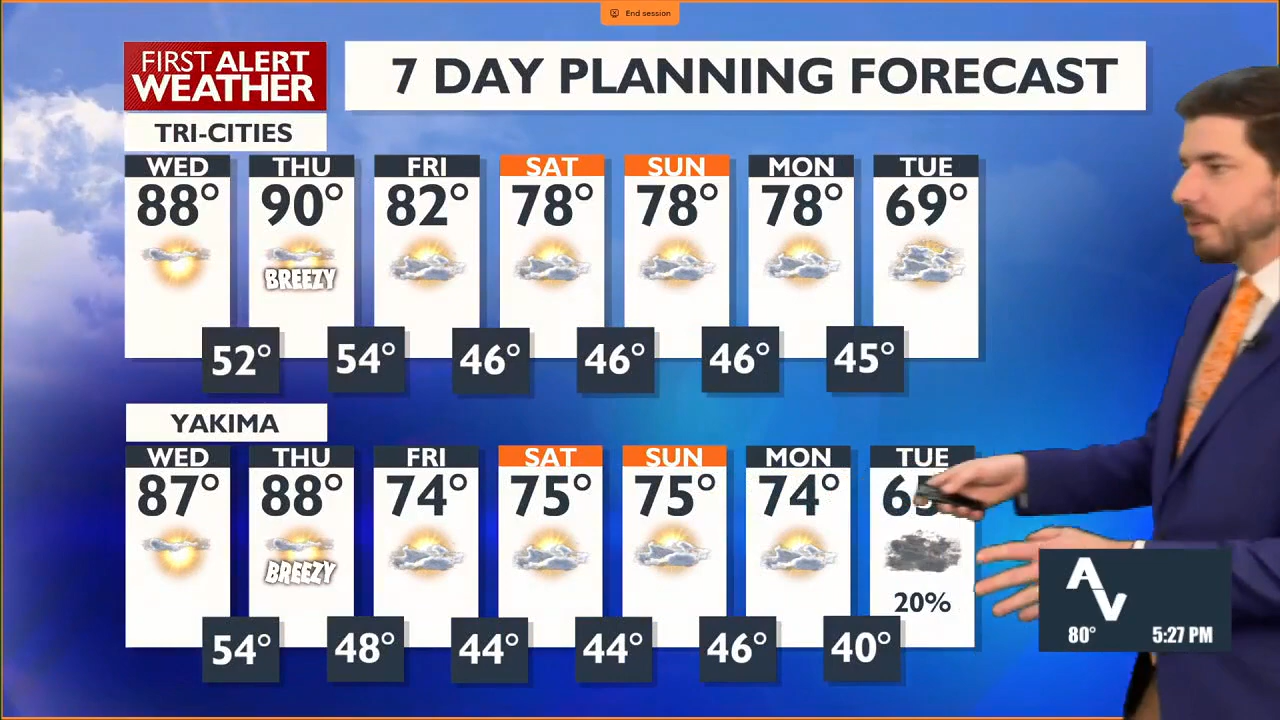 End session
FIRST ALERT
WEATHER
7 DAY PLANNING FORECAST
TRI-CITIES
WED THU FRI SAT SUN MON TUE
88° 90° 82° 78° 78° 78° 69°
BREEZY
52° 54° 46° 46° 46° 45°
YAKIMA
WED THU FRI SAT SUN MON TUE
87° 88° 74° 75° 75° 74° 65
BREEZY
20%
54° 48° 44° 44° 46° 40°
AV
80° 5:27 PM